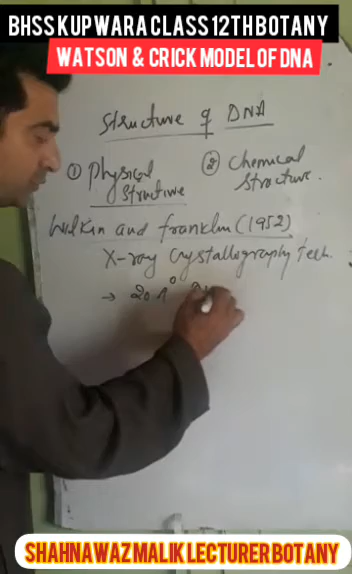 BHSS KUPWARA CLASS 12TH BOTANY
WATSON & CRICK MODEL OF DNA
Structure of DNA
① Physical Structure
② Chemical Structure.
Wilkin and franklin (1952)
X-ray Crystallography Tech.
→ 20 A°
SHAHNAWAZ MALIK LECTURER BOTANY